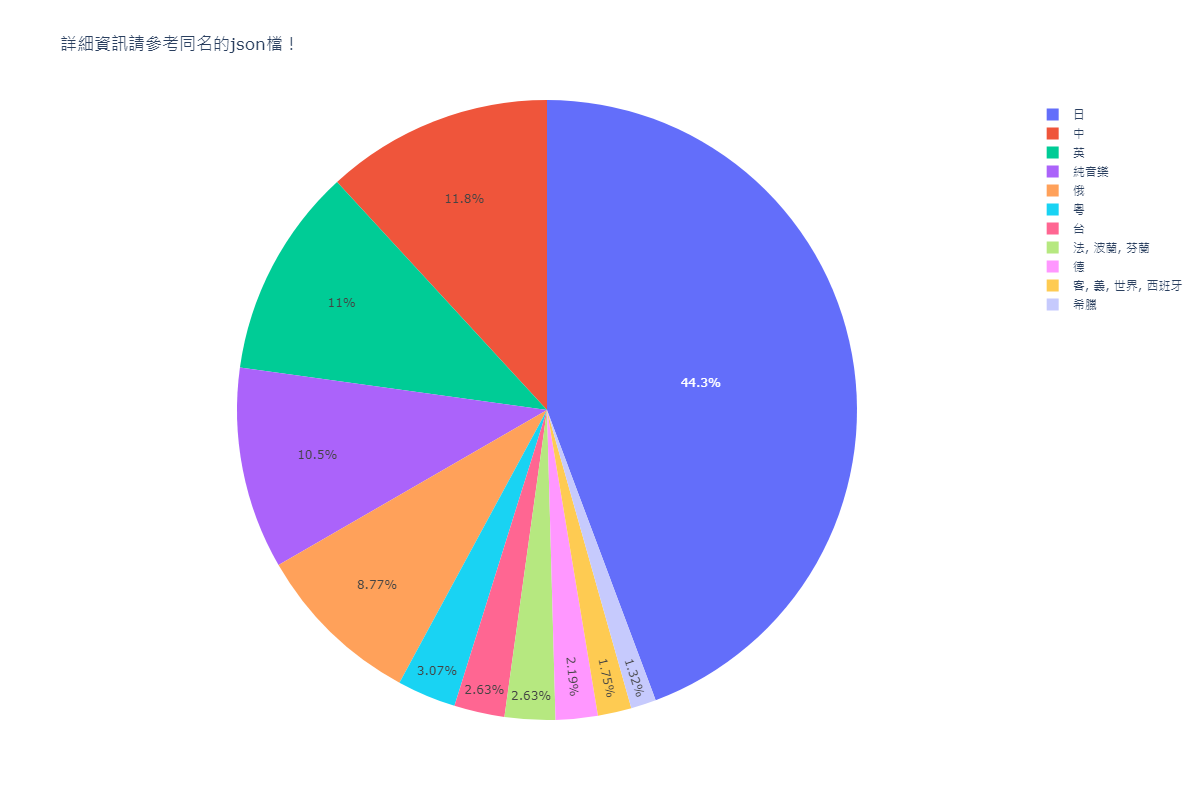 詳細資訊請參考同名的json檔！
44.3%
11.8%
11%
10.5%
8.77%
3.07%
2.63%
2.63%
2.19%
1.75%
1.32%
日
中
英
純音樂
俄
粵
台
法, 波蘭, 芬蘭
德
客, 義, 世界, 西班牙
希臘